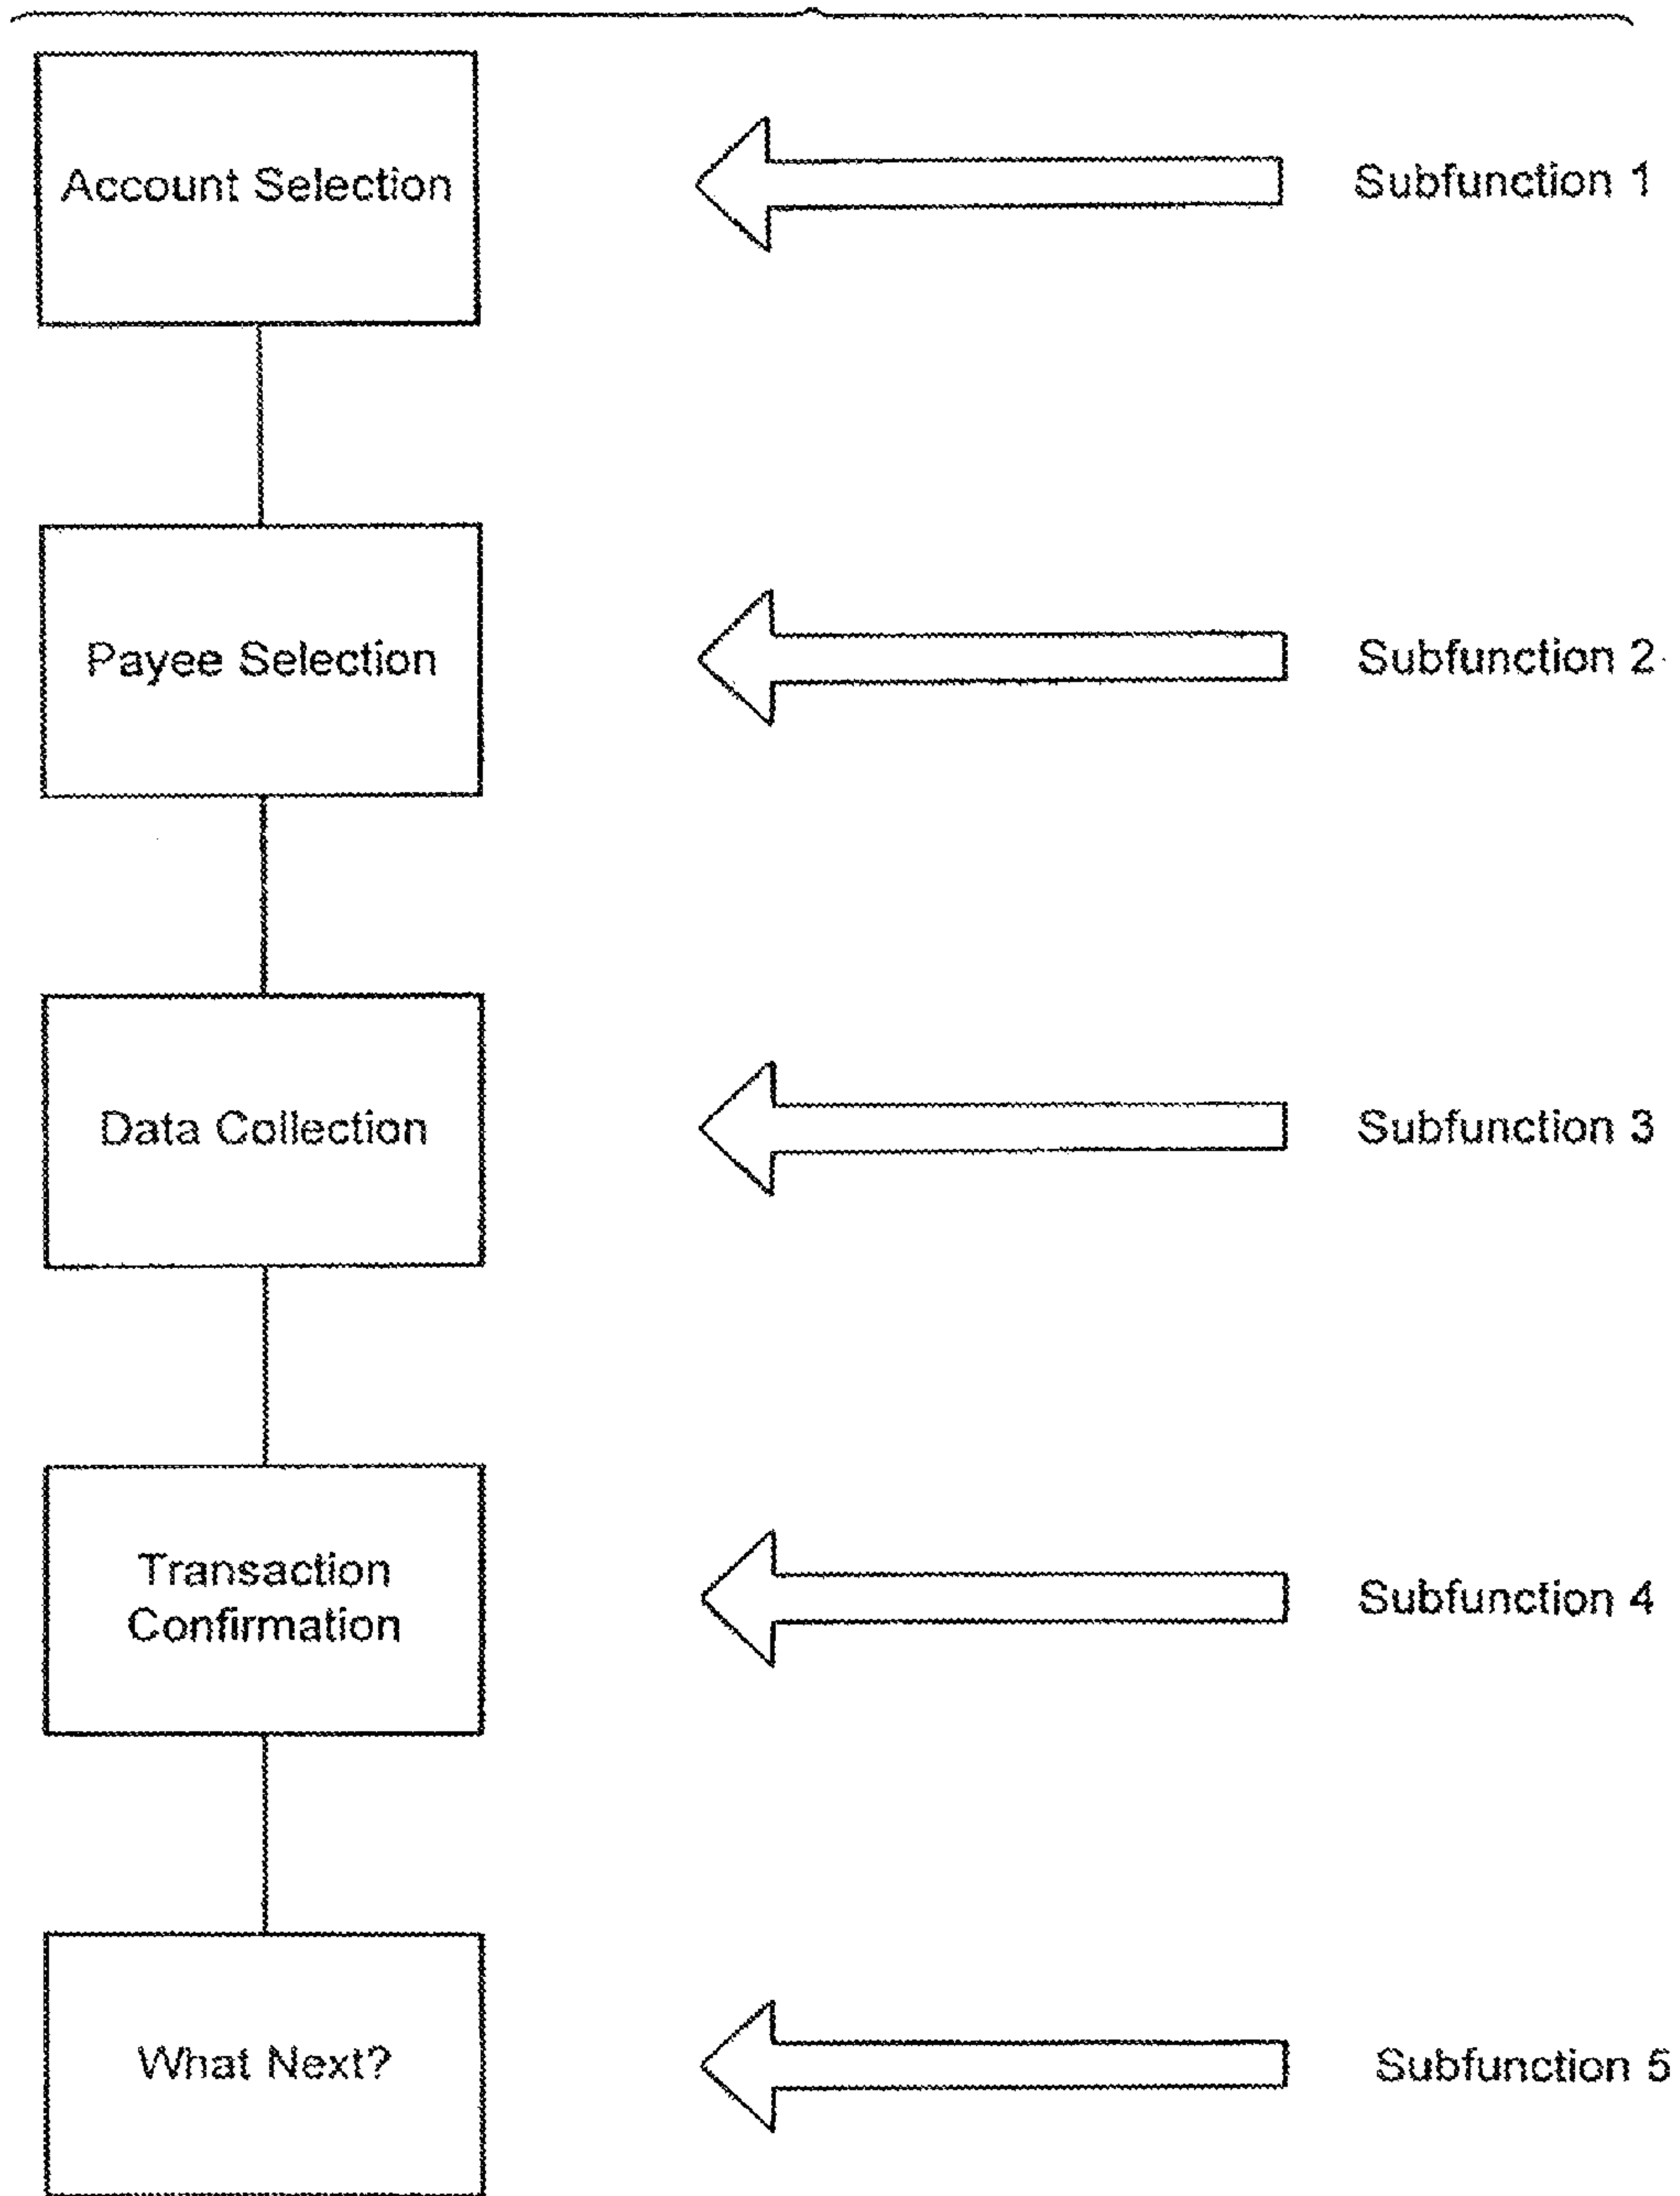 Account Selection
Subfunction 1
Payee Selection
Subfunction 2
Data Collection
Subfunction 3
Transaction
Confirmation
Subfunction 4
What Next?
Subfunction 5